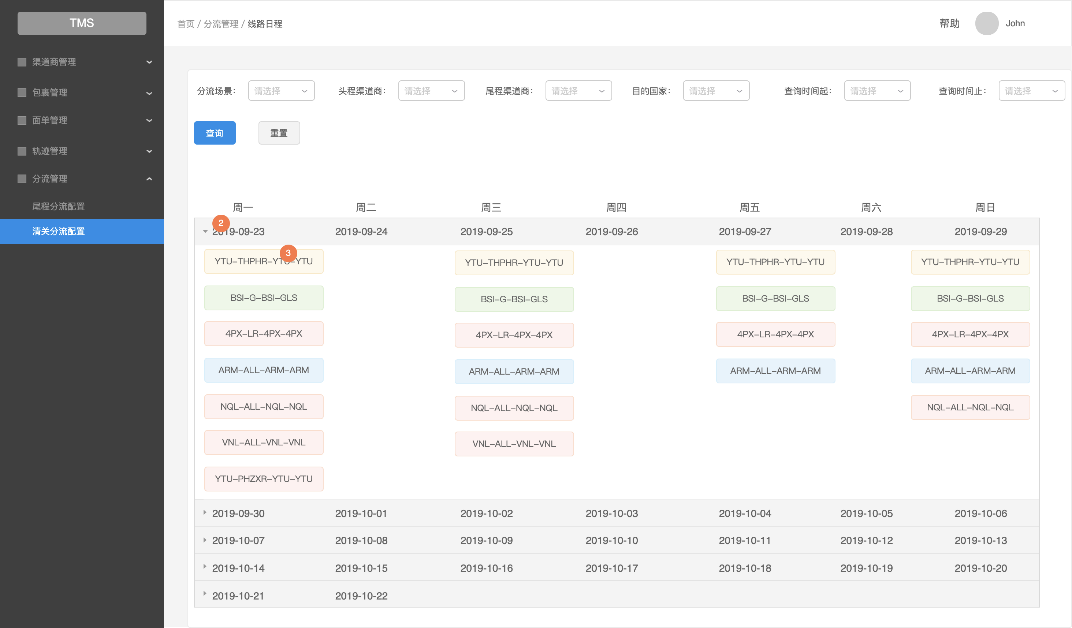 TMS
首页 / 分流管理 / 线路日程
帮助
John
渠道商管理
包裹管理
面单管理
轨迹管理
分流管理
尾程分流配置
清关分流配置
分流场景： 请选择 头程渠道商： 请选择 尾程渠道商： 请选择 目的国家： 请选择 查询时间起： 请选择 查询时间止： 请选择
查询 重置
周一 周二 周三 周四 周五 周六 周日
2
2019-09-23 2019-09-24 2019-09-25 2019-09-26 2019-09-27 2019-09-28 2019-09-29
3
YTU-THPHR-YTU-YTU YTU-THPHR-YTU-YTU YTU-THPHR-YTU-YTU YTU-THPHR-YTU-YTU
BSI-G-BSI-GLS BSI-G-BSI-GLS BSI-G-BSI-GLS BSI-G-BSI-GLS
4PX-LR-4PX-4PX 4PX-LR-4PX-4PX 4PX-LR-4PX-4PX 4PX-LR-4PX-4PX
ARM-ALL-ARM-ARM ARM-ALL-ARM-ARM ARM-ALL-ARM-ARM ARM-ALL-ARM-ARM
NQL-ALL-NQL-NQL NQL-ALL-NQL-NQL NQL-ALL-NQL-NQL
VNL-ALL-VNL-VNL VNL-ALL-VNL-VNL
YTU-PHZXR-YTU-YTU
2019-09-30 2019-10-01 2019-10-02 2019-10-03 2019-10-04 2019-10-05 2019-10-06
2019-10-07 2019-10-08 2019-10-09 2019-10-10 2019-10-11 2019-10-12 2019-10-13
2019-10-14 2019-10-15 2019-10-16 2019-10-17 2019-10-18 2019-10-19 2019-10-20
2019-10-21 2019-10-22